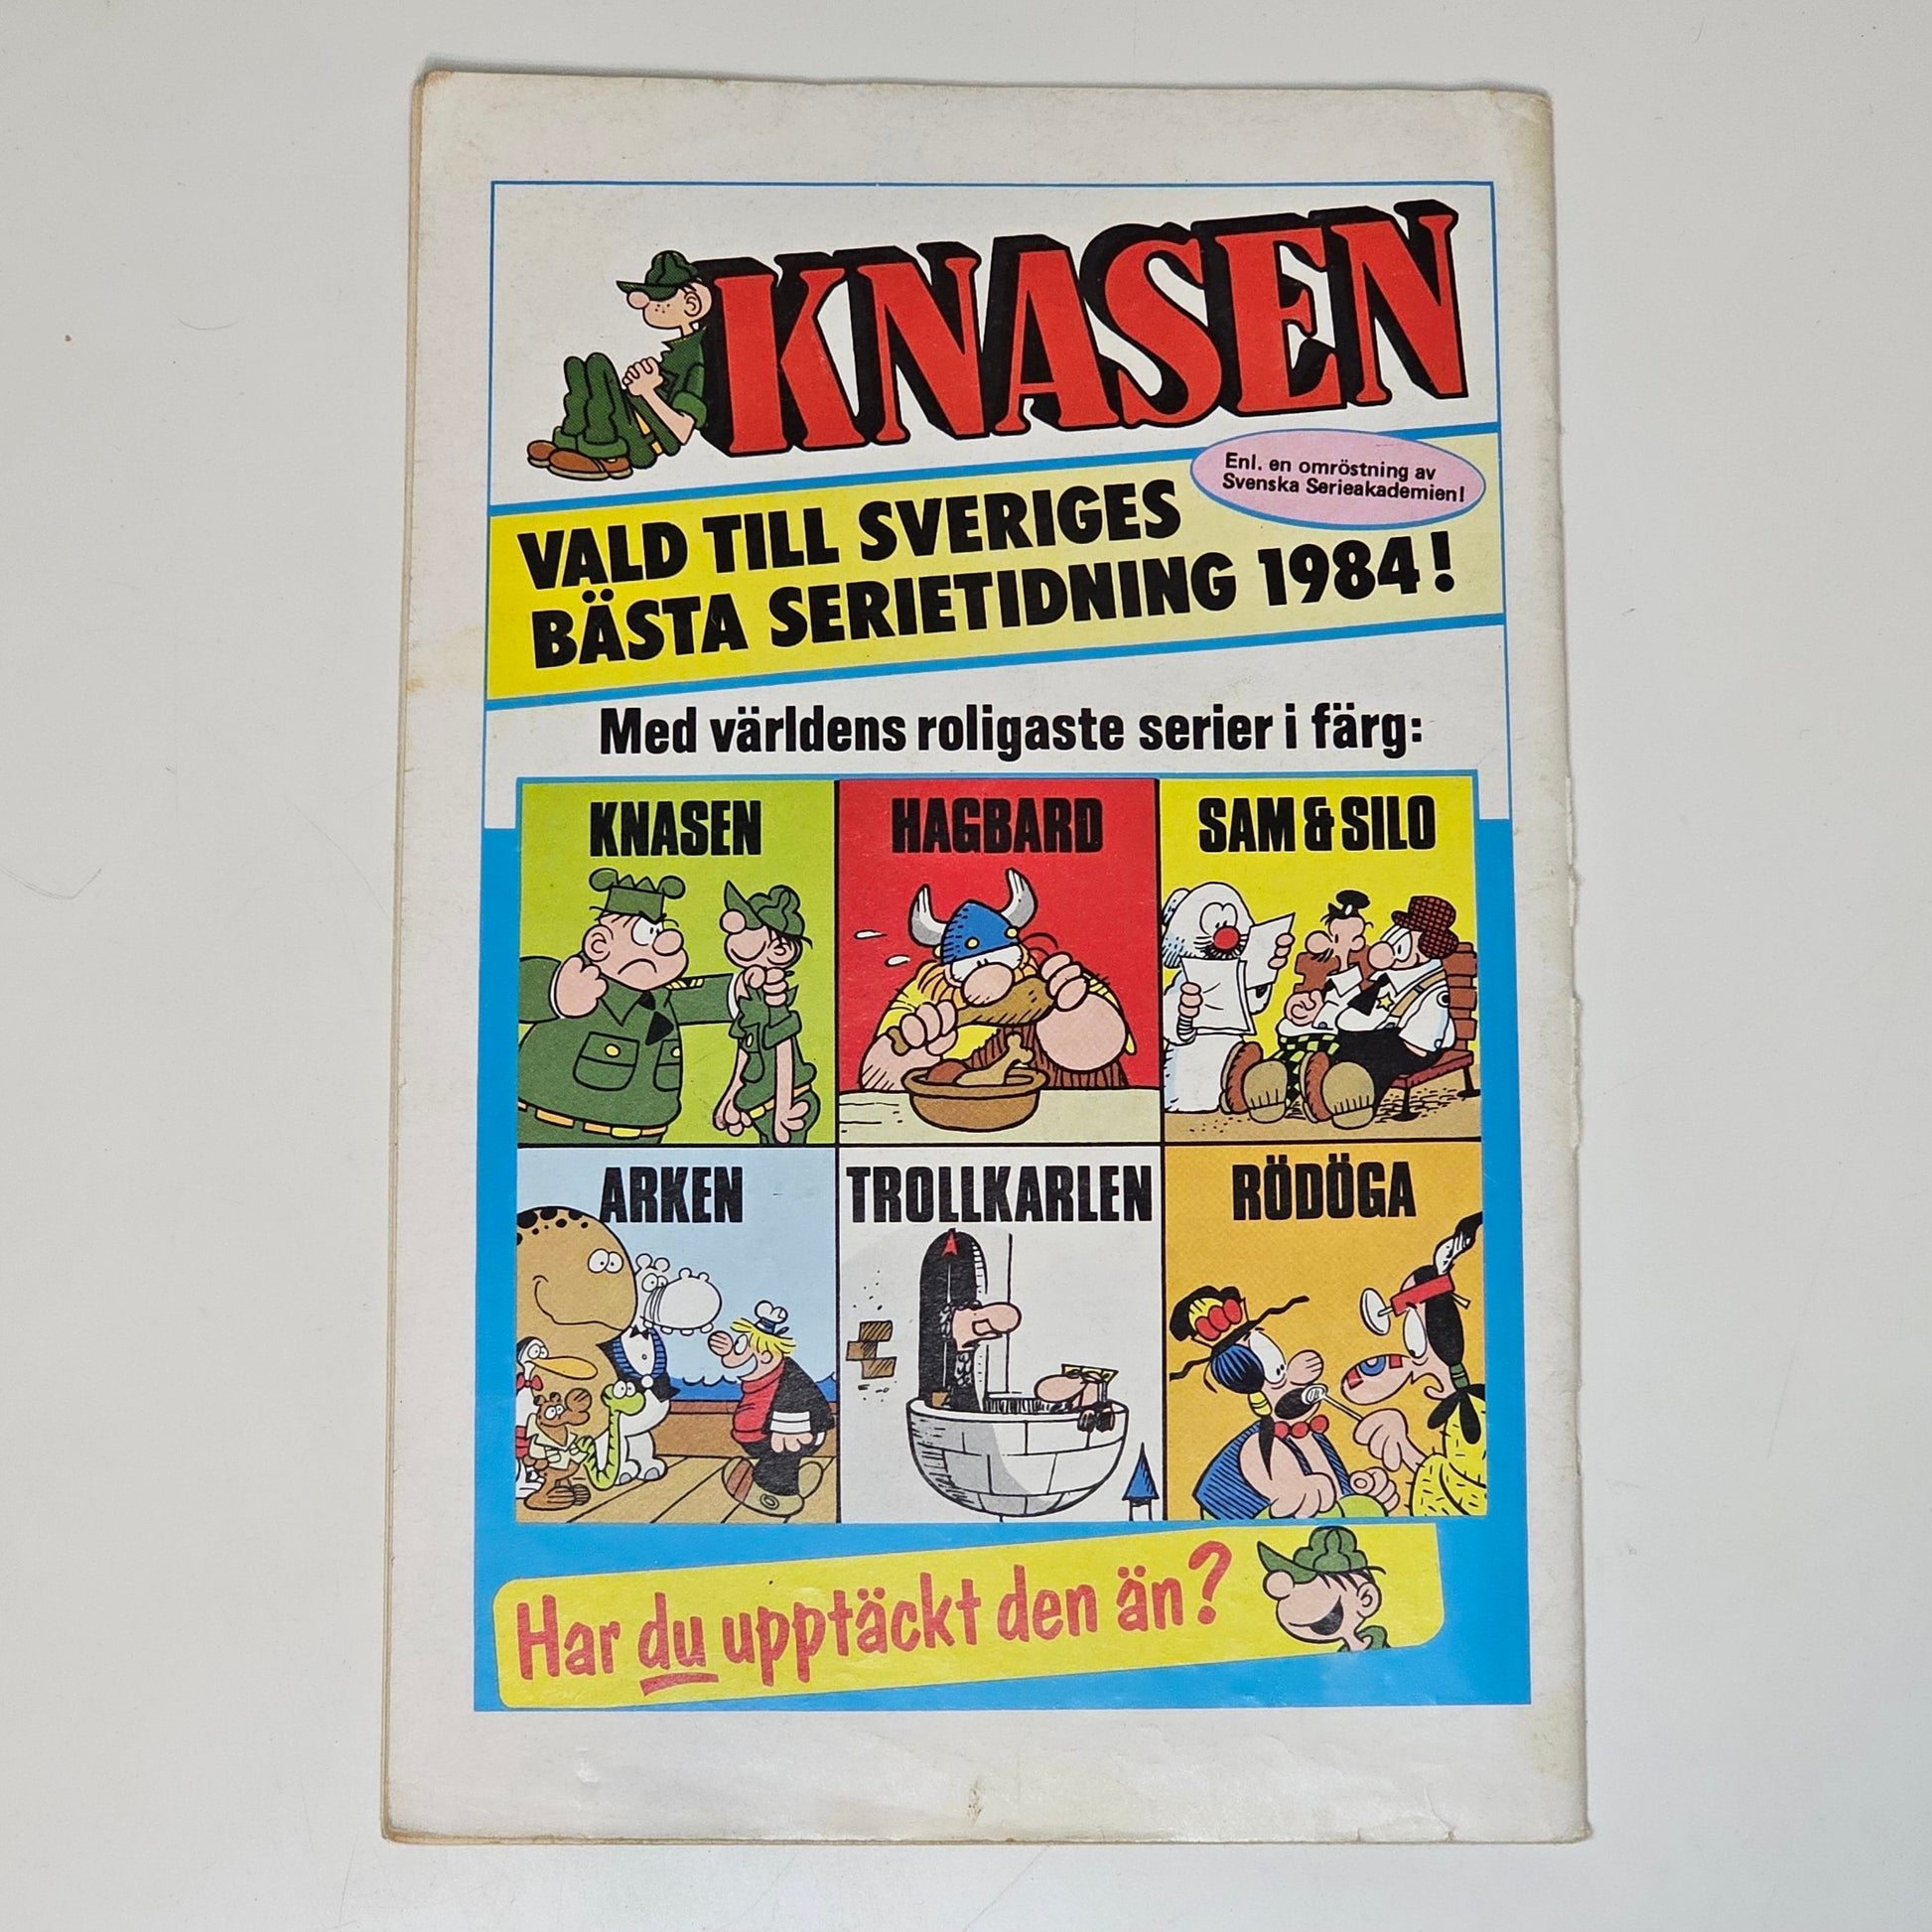 KNASEN
Enl. en omröstning av
Svenska Serieakademien!
VALD TILL SVERIGES
BÄSTA SERIETIDNING 1984!
Med världens roligaste serier i färg:
KNASEN
HAGBARD
SAM & SILO
ARKEN
TROLLKARLEN
RÖDÖGA
Har du upptäckt den än?